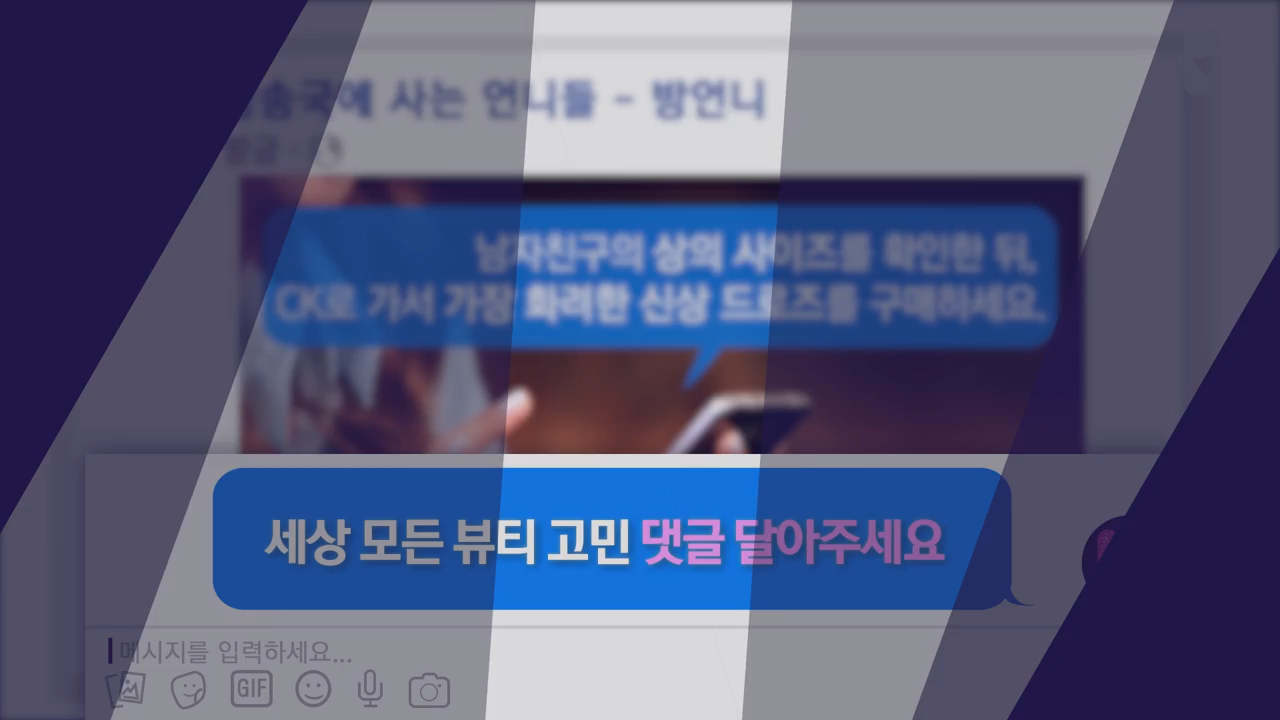 송국에 사는 언니들 - 방언니
남자친구의 상의 사이즈를 확인한 뒤,
CK로 가서 가장 화려한 신상 드로즈를 구매하세요.
세상 모든 뷰티 고민 댓글 달아주세요
메시지를 입력하세요...
GIF